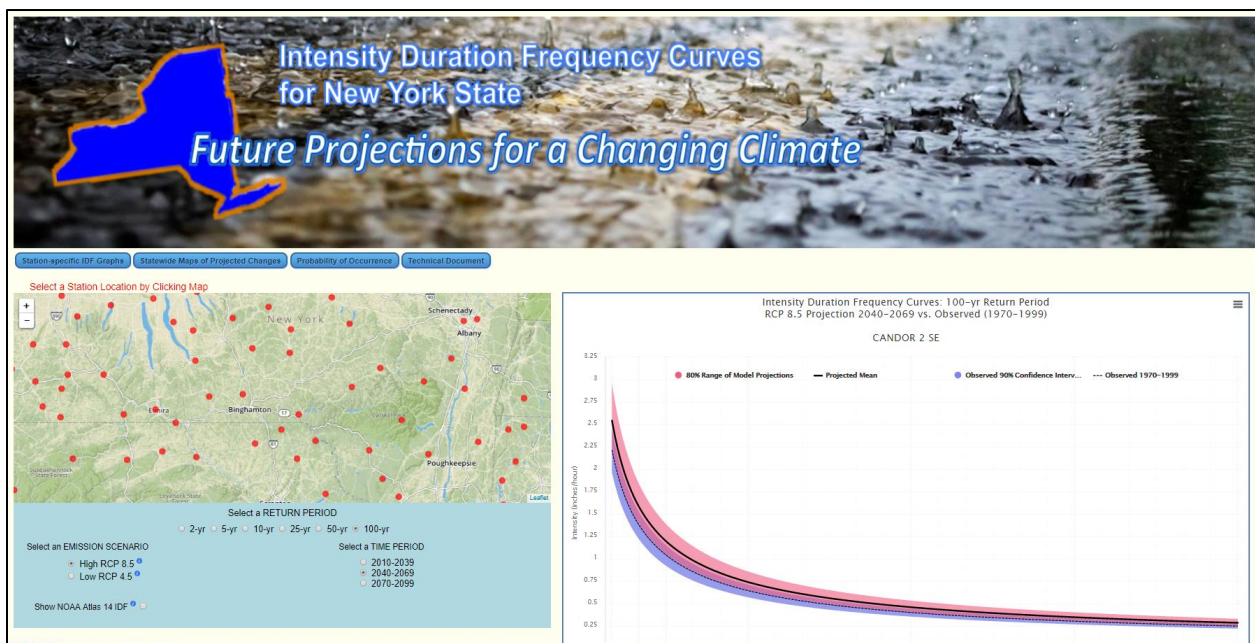 Intensity Duration Frequency Curves
for New York State
Future Projections for a Changing Climate
Station-specific IDF Graphs
Statewide Maps of Projected Changes
Probability of Occurrence
Technical Document
Select a Station Location by Clicking Map
+
−
New York
Schenectady
Albany
Elmira
Binghamton
17
81
Poughkeepsie
Leaflet
Select a RETURN PERIOD
2-yr 5-yr 10-yr 25-yr 50-yr 100-yr
Select an EMISSION SCENARIO
High RCP 8.5
Low RCP 4.5
Select a TIME PERIOD
2010-2039
2040-2069
2070-2099
Show NOAA Atlas 14 IDF
Intensity Duration Frequency Curves: 100-yr Return Period
RCP 8.5 Projection 2040-2069 vs. Observed (1970-1999)
CANDOR 2 SE
80% Range of Model Projections
Projected Mean
Observed 90% Confidence Interv...
Observed 1970-1999
Intensity (inches/hour)
3.25
3
2.75
2.5
2.25
2
1.75
1.5
1.25
1
0.75
0.5
0.25